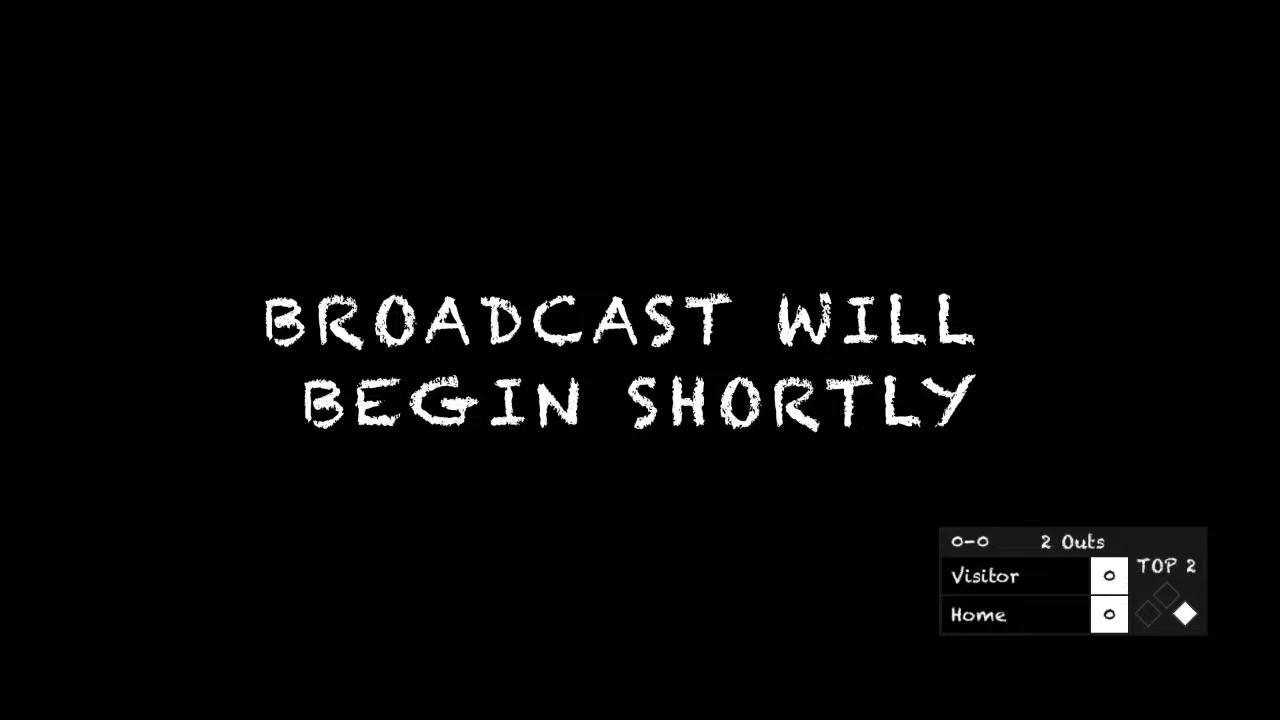 BROADCAST WILL
BEGIN SHORTLY
0-0 2 Outs
Visitor 0
TOP 2
Home 0